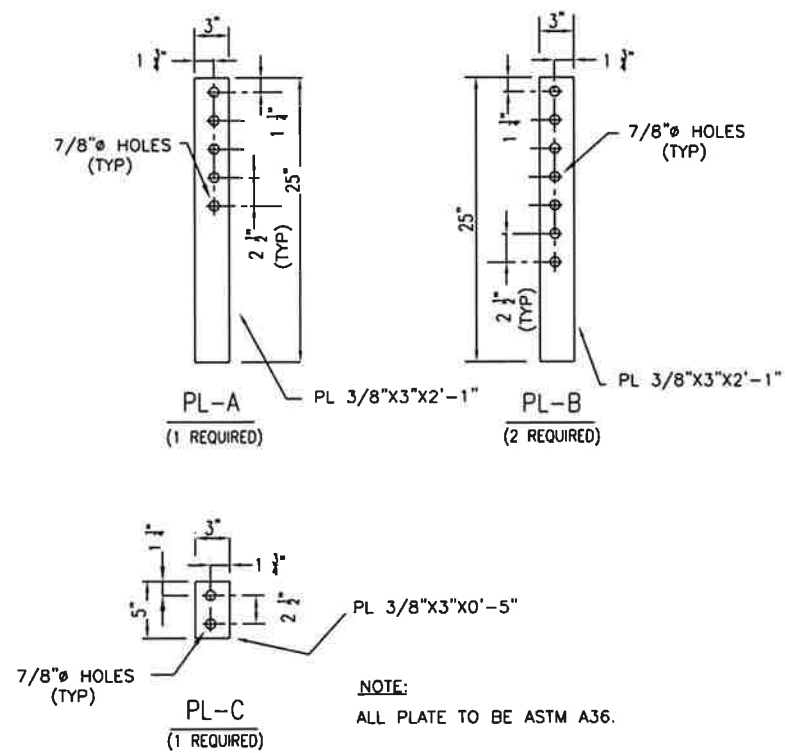 3"
1 3/4"
7/8"ø HOLES
(TYP)
1 1/4"
25"
2 1/2"
(TYP)
PL 3/8"X3"X2'-1"
PL-A
(1 REQUIRED)
3"
1 3/4"
1 1/4"
7/8"ø HOLES
(TYP)
25"
2 1/2"
(TYP)
PL 3/8"X3"X2'-1"
PL-B
(2 REQUIRED)
1 1/4"
3"
1 3/4"
5"
2 1/2"
PL 3/8"X3"X0'-5"
7/8"ø HOLES
(TYP)
PL-C
(1 REQUIRED)
NOTE:
ALL PLATE TO BE ASTM A36.